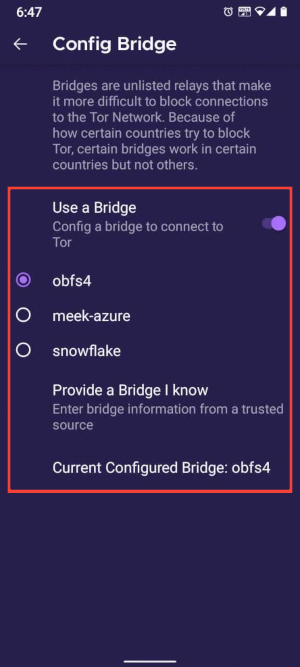 6:47
Config Bridge
Bridges are unlisted relays that make
it more difficult to block connections
to the Tor Network. Because of
how certain countries try to block
Tor, certain bridges work in certain
countries but not others.
Use a Bridge
Config a bridge to connect to
Tor
obfs4
meek-azure
snowflake
Provide a Bridge I know
Enter bridge information from a trusted
source
Current Configured Bridge: obfs4